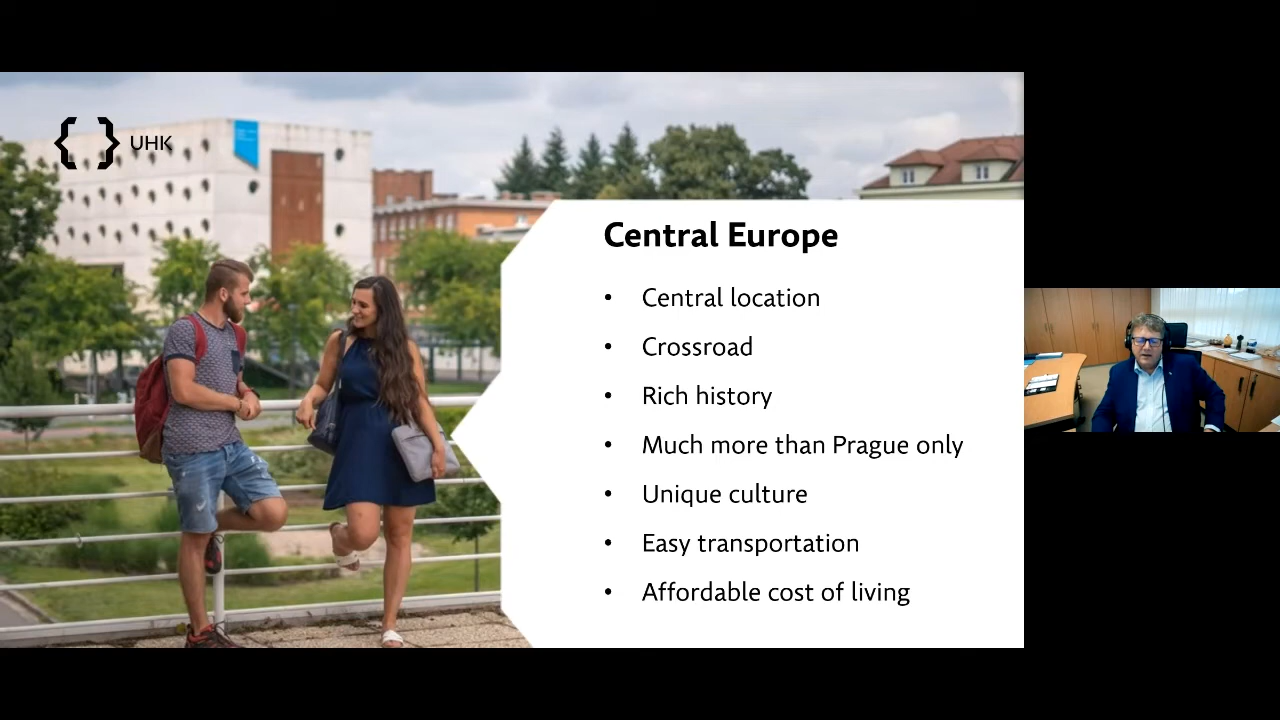 UHK
Central Europe
• Central location
• Crossroad
• Rich history
• Much more than Prague only
• Unique culture
• Easy transportation
• Affordable cost of living